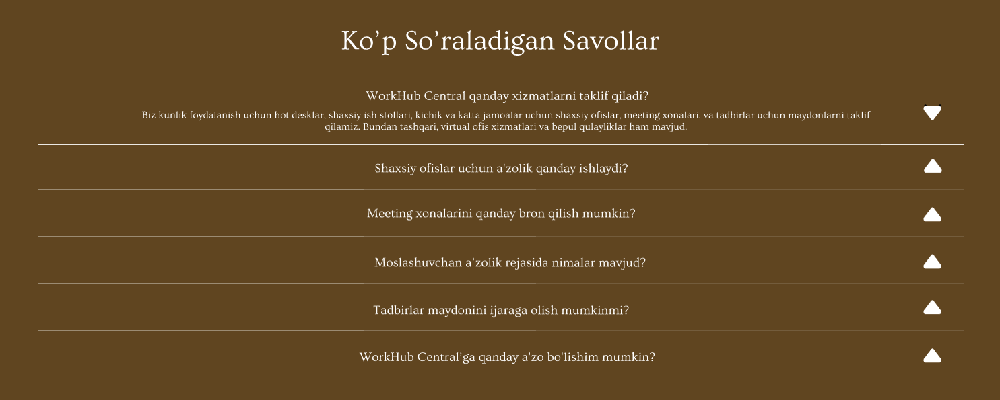 Ko’p So’raladigan Savollar
WorkHub Central qanday xizmatlarni taklif qiladi?
Biz kunlik foydalanish uchun hot desklar, shaxsiy ish stollari, kichik va katta jamoalar uchun shaxsiy ofislar, meeting xonalari, va tadbirlar uchun maydonlarni taklif
qilamiz. Bundan tashqari, virtual ofis xizmatlari va bepul qulayliklar ham mavjud.
Shaxsiy ofislar uchun a'zolik qanday ishlaydi?
Meeting xonalarini qanday bron qilish mumkin?
Moslashuvchan a’zolik rejasida nimalar mavjud?
Tadbirlar maydonini ijaraga olish mumkinmi?
WorkHub Central’ga qanday a'zo bo'lishim mumkin?